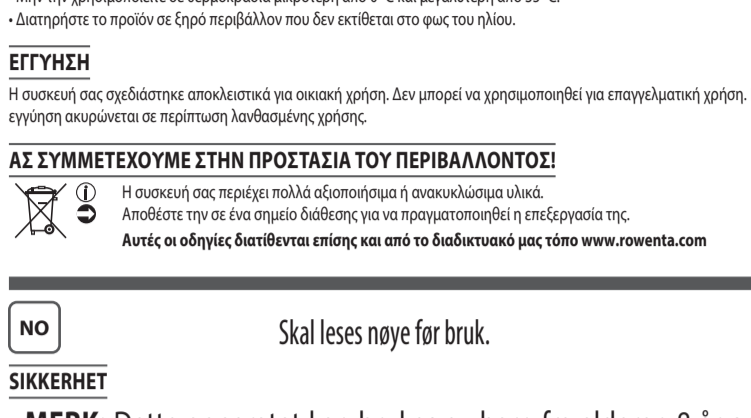 • Διατηρήστε το προϊόν σε ξηρό περιβάλλον που δεν εκτίθεται στο φως του ηλίου.
ΕΓΓΥΗΣΗ
Η συσκευή σας σχεδιάστηκε αποκλειστικά για οικιακή χρήση. Δεν μπορεί να χρησιμοποιηθεί για επαγγελματική χρήση.
εγγύηση ακυρώνεται σε περίπτωση λανθασμένης χρήσης.
ΑΣ ΣΥΜΜΕΤΕΧΟΥΜΕ ΣΤΗΝ ΠΡΟΣΤΑΣΙΑ ΤΟΥ ΠΕΡΙΒΑΛΛΟΝΤΟΣ!
Η συσκευή σας περιέχει πολλά αξιοποιήσιμα ή ανακυκλώσιμα υλικά.
Αποθέστε την σε ένα σημείο διάθεσης για να πραγματοποιηθεί η επεξεργασία της.
Αυτές οι οδηγίες διατίθενται επίσης και από το διαδικτυακό μας τόπο www.rowenta.com
NO
Skal leses nøye før bruk.
SIKKERHET